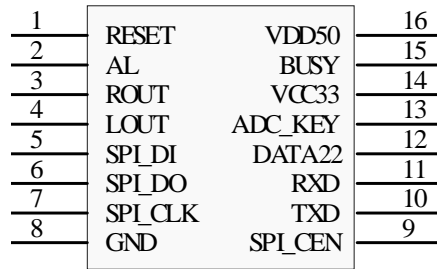 1 RESET VDD50 16
2 AL BUSY 15
3 ROUT VCC33 14
4 LOUT ADC_KEY 13
5 SPI_DI DATA22 12
6 SPI_DO RXD 11
7 SPI_CLK TXD 10
8 GND SPI_CEN 9